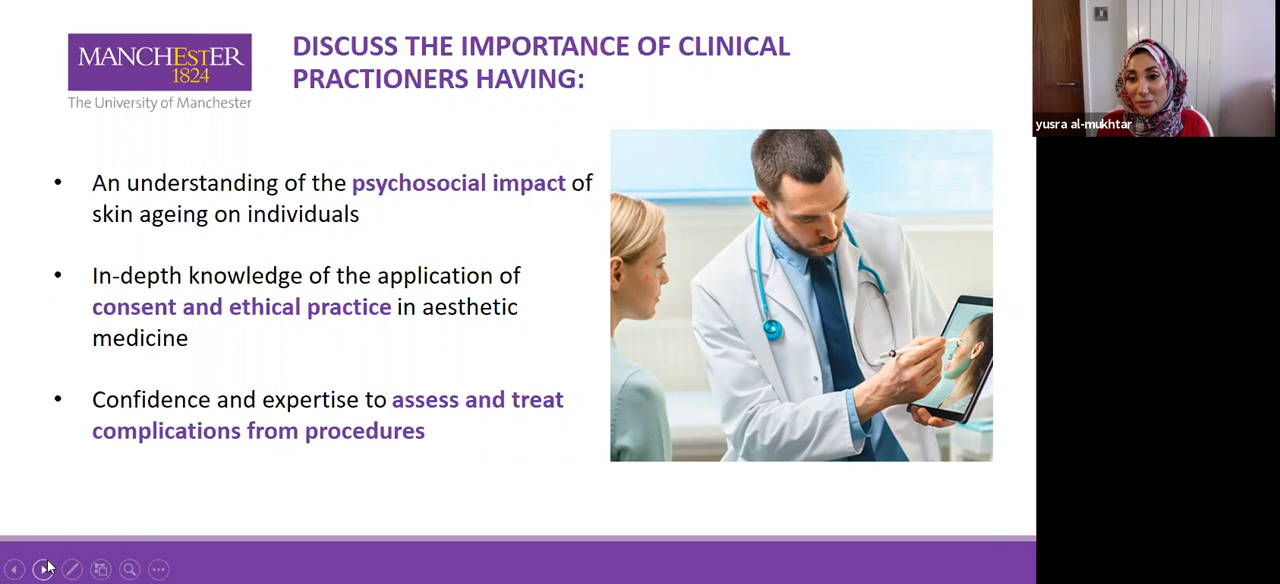 MANCHESTER
1824
The University of Manchester
DISCUSS THE IMPORTANCE OF CLINICAL
PRACTIONERS HAVING:
• An understanding of the psychosocial impact of
skin ageing on individuals
• In-depth knowledge of the application of
consent and ethical practice in aesthetic
medicine
• Confidence and expertise to assess and treat
complications from procedures
yusra al-mukhtar